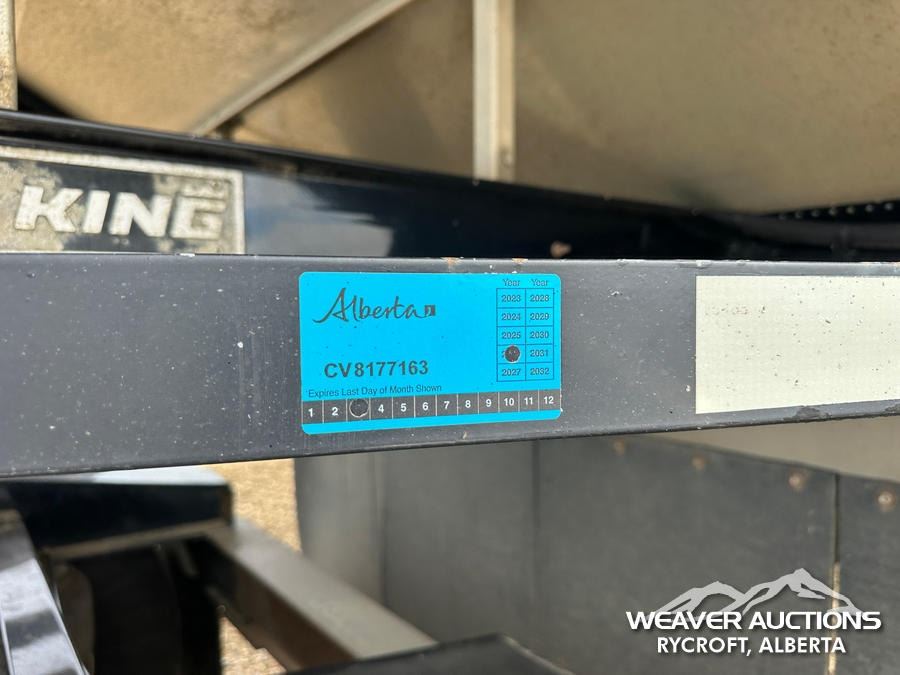 KING
Alberta
Year Year
2023 2028
2024 2029
2025 2030
2031
2027 2032
CV8177163
Expires Last Day of Month Shown
1 2 4 5 6 7 8 9 10 11 12
WEAVER AUCTIONS
RYCROFT, ALBERTA